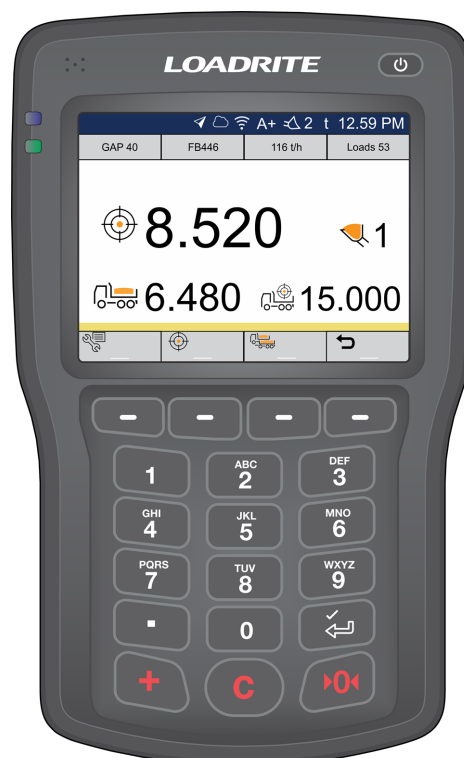 LOADRITE
A+ 2 t 12.59 PM
GAP 40 FB446 116 t/h Loads 53
8.520 1
6.480 15.000
1 ABC 2 DEF 3
GHI 4 JKL 5 MNO 6
PQRS 7 TUV 8 WXYZ 9
. 0
+ C 0